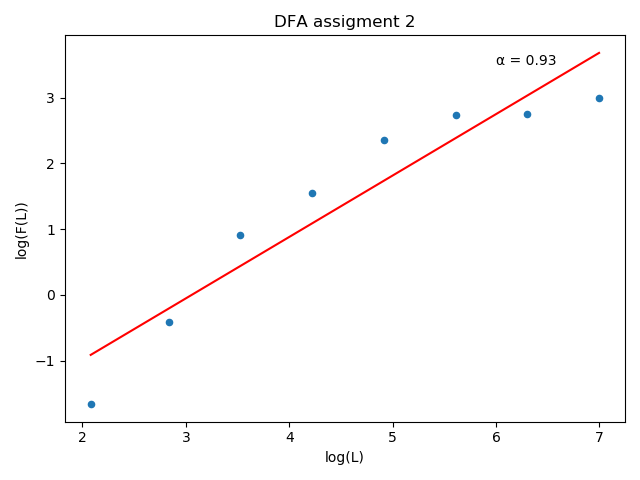 DFA assigment 2
α = 0.93
log(F(L))
3
2
1
0
−1
2 3 4 5 6 7
log(L)